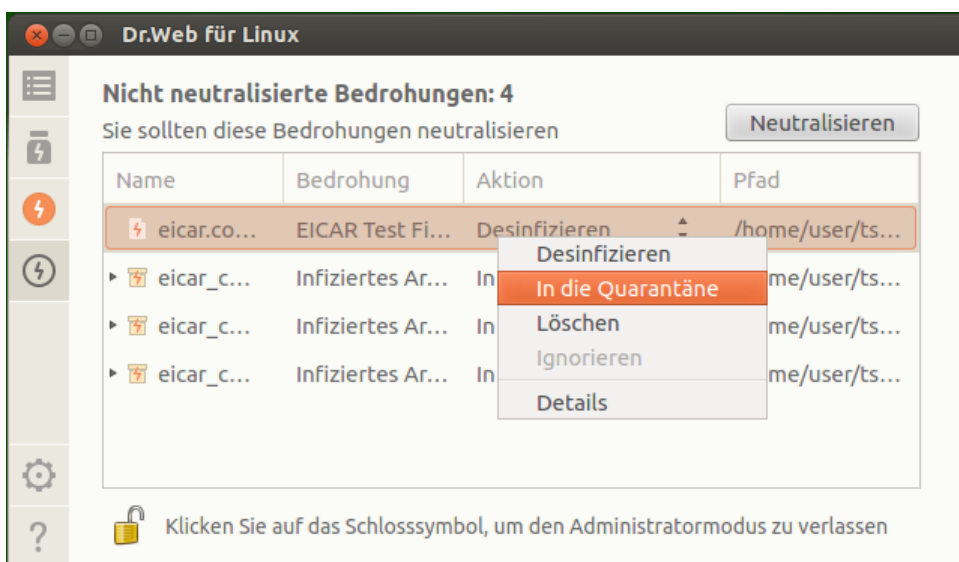 Dr.Web für Linux
Nicht neutralisierte Bedrohungen: 4
Sie sollten diese Bedrohungen neutralisieren
Neutralisieren
Name Bedrohung Aktion Pfad
eicar.co... EICAR Test Fi... Desinfizieren /home/user/ts...
Desinfizieren
eicar_c... Infiziertes Ar... In me/user/ts...
In die Quarantäne
eicar_c... Infiziertes Ar... In me/user/ts...
Löschen
Ignorieren
eicar_c... Infiziertes Ar... In me/user/ts...
Details
?
Klicken Sie auf das Schlosssymbol, um den Administratormodus zu verlassen